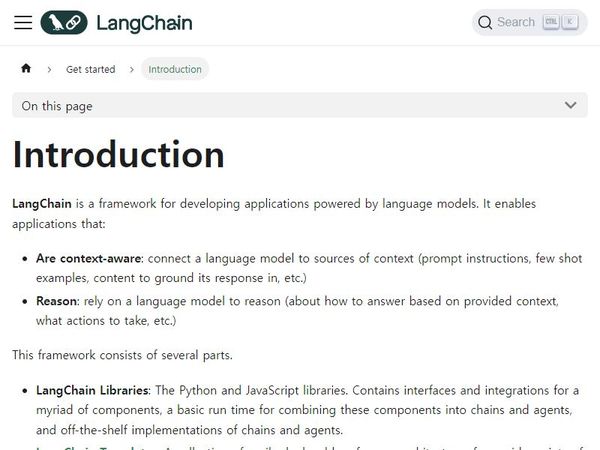 LangChain
Search CTRL K
Get started › Introduction
On this page
Introduction
LangChain is a framework for developing applications powered by language models. It enables
applications that:
• Are context-aware: connect a language model to sources of context (prompt instructions, few shot
examples, content to ground its response in, etc.)
• Reason: rely on a language model to reason (about how to answer based on provided context,
what actions to take, etc.)
This framework consists of several parts.
• LangChain Libraries: The Python and JavaScript libraries. Contains interfaces and integrations for a
myriad of components, a basic run time for combining these components into chains and agents,
and off-the-shelf implementations of chains and agents.